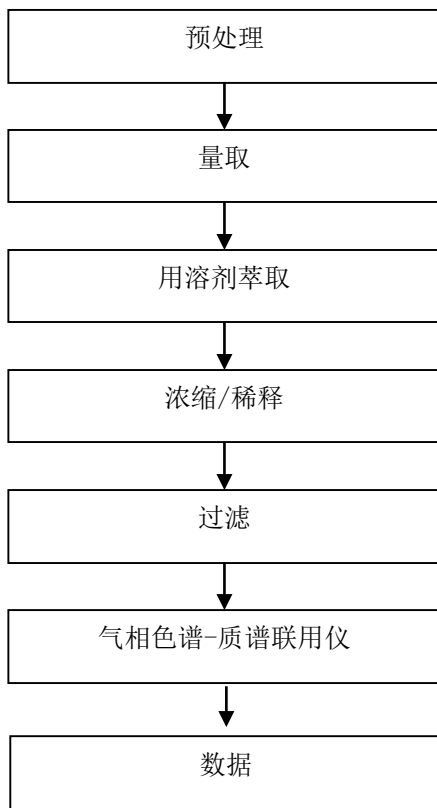 预处理
量取
用溶剂萃取
浓缩/稀释
过滤
气相色谱-质谱联用仪
数据